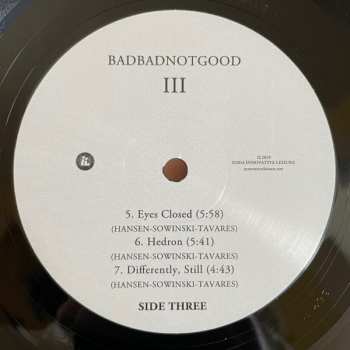 BADBADNOTGOOD
III
5. Eyes Closed (5:58)
(HANSEN-SOWINSKI-TAVARES)
6. Hedron (5:41)
(HANSEN-SOWINSKI-TAVARES)
7. Differently, Still (4:43)
(HANSEN-SOWINSKI-TAVARES)
SIDE THREE